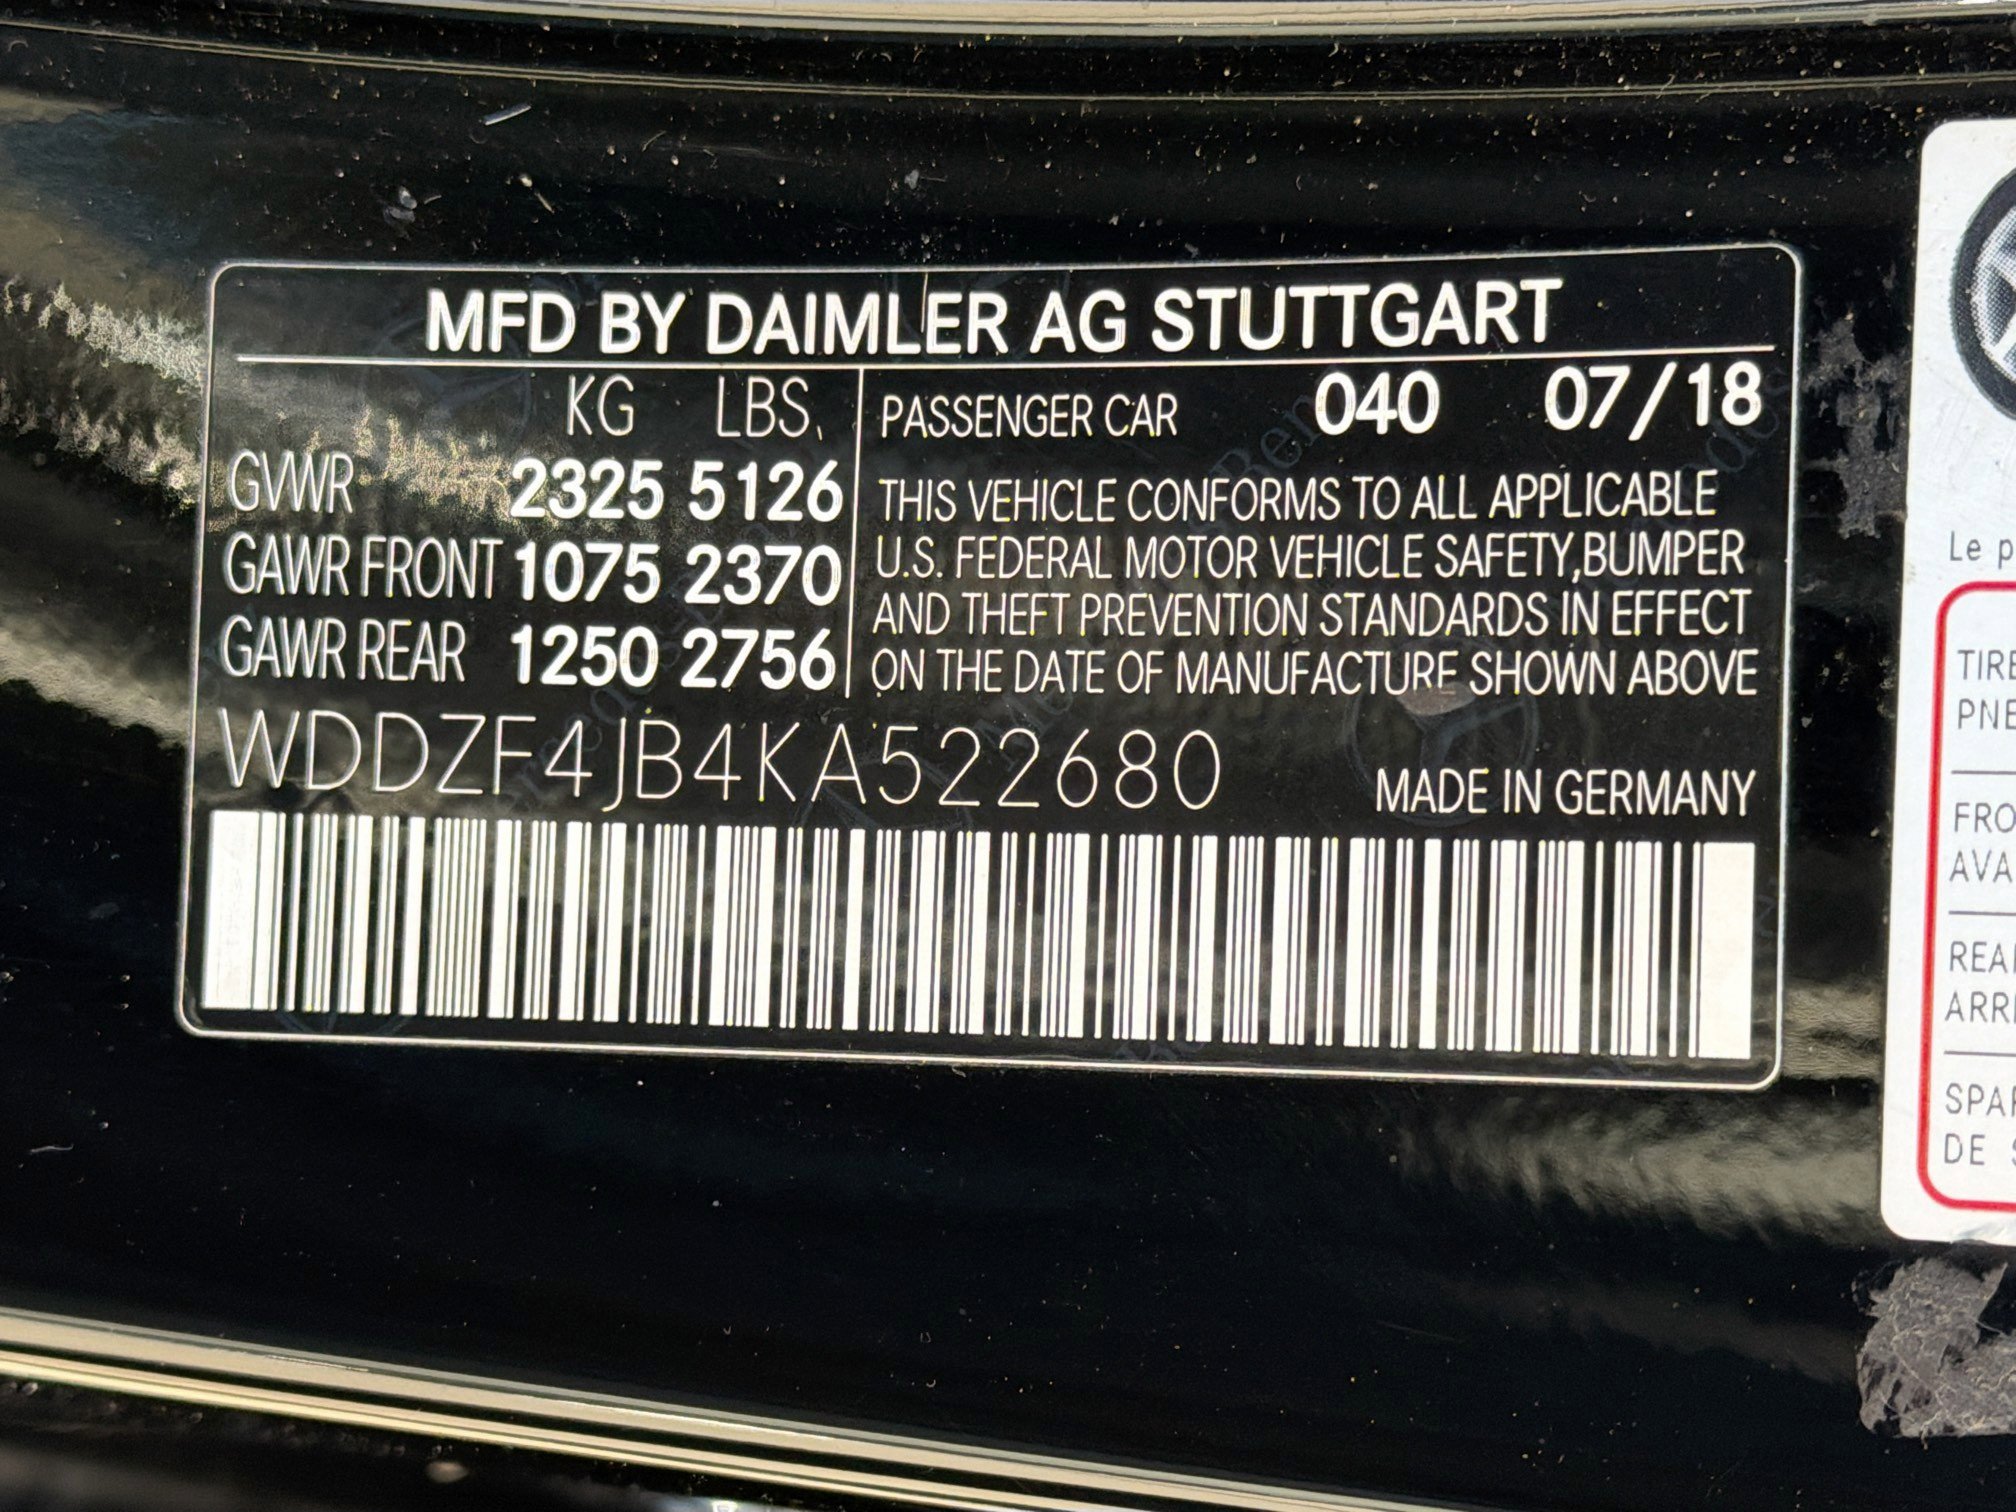 MFD BY DAIMLER AG STUTTGART
KG LBS.
GVWR 2325 5126
GAWR FRONT 1075 2370
GAWR REAR 1250 2756
PASSENGER CAR 040 07/18
THIS VEHICLE CONFORMS TO ALL APPLICABLE
U.S. FEDERAL MOTOR VEHICLE SAFETY,BUMPER
AND THEFT PREVENTION STANDARDS IN EFFECT
ON THE DATE OF MANUFACTURE SHOWN ABOVE
WDDZF4JB4KA522680
MADE IN GERMANY
Le
DE